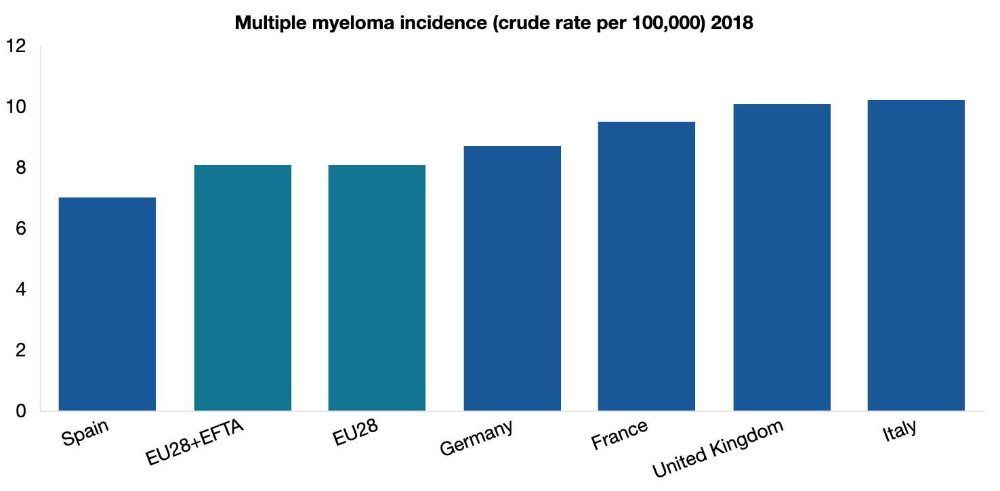 Multiple myeloma incidence (crude rate per 100,000) 2018
12
10
8
6
4
2
0
Spain
EU28+EFTA
EU28
Germany
France
United Kingdom
Italy